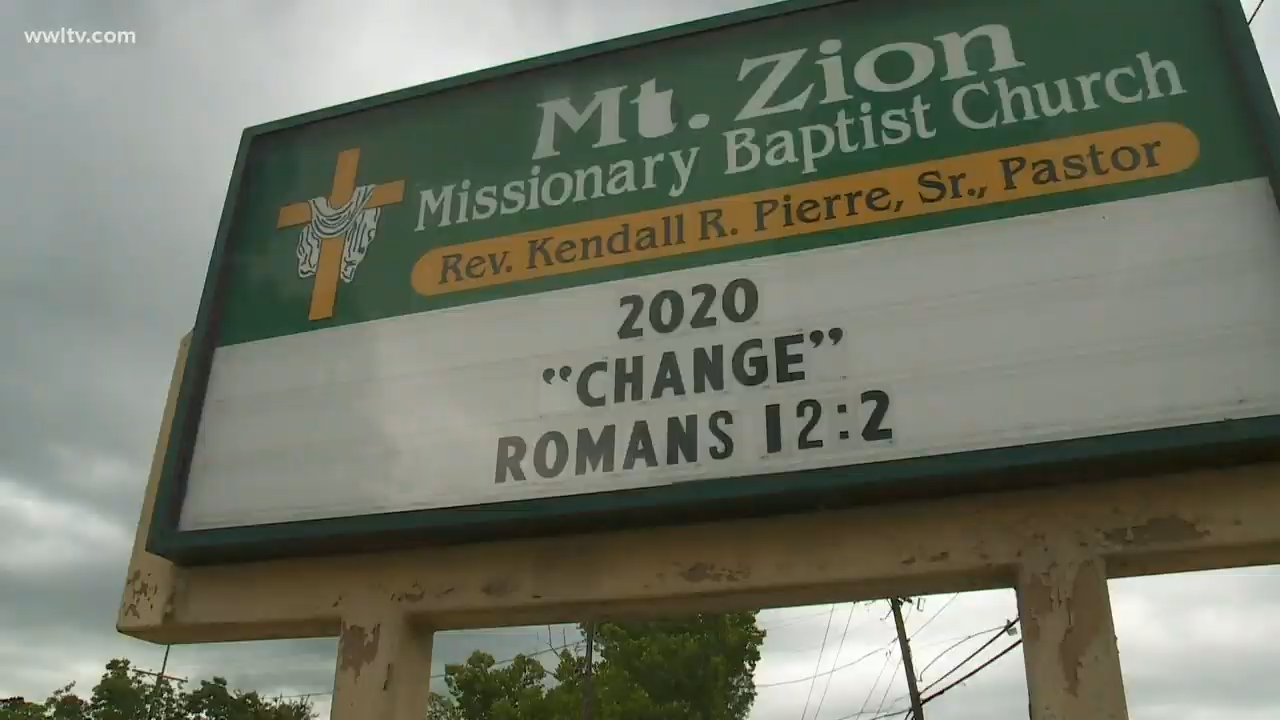 wwltv.com
Mt. Zion
Missionary Baptist Church
Rev. Kendall R. Pierre, Sr., Pastor
2020
"CHANGE"
ROMANS 12:2